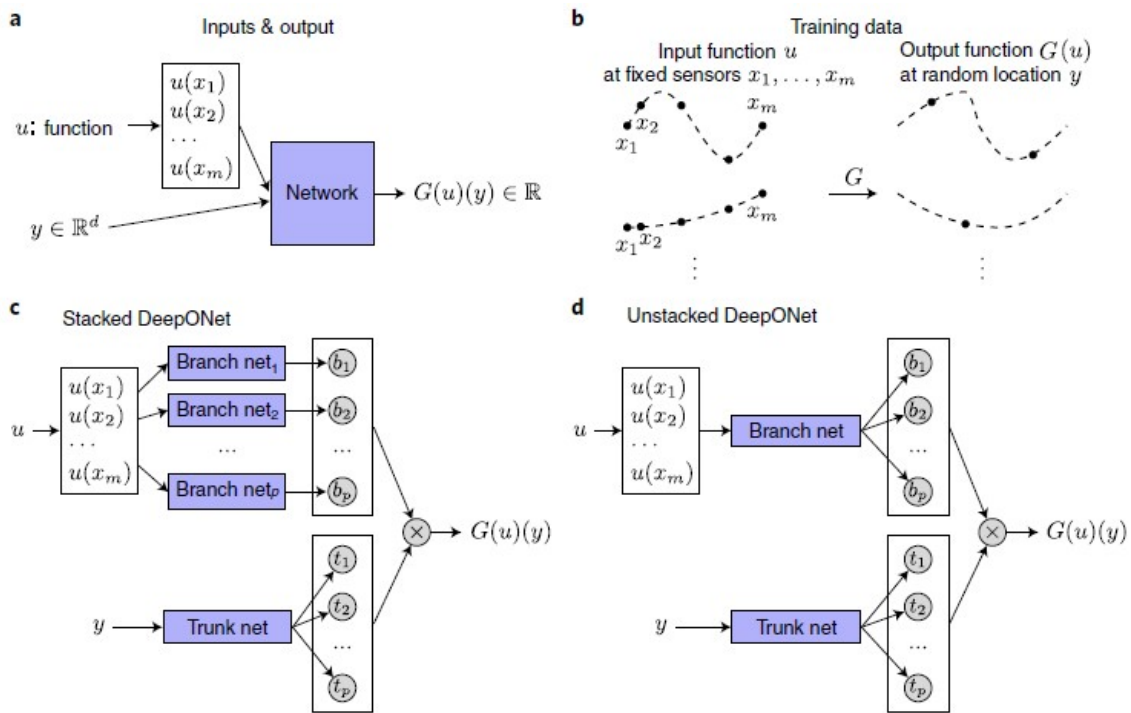 a
Inputs & output
u: function
u(x₁)
u(x₂)
...
u(xₘ)
y ∈ ℝᵈ
Network
G(u)(y) ∈ ℝ
b
Training data
Input function u
at fixed sensors x₁, . . . , xₘ
Output function G(u)
at random location y
x₁
x₂
xₘ
G
x₁
x₂
xₘ
⋮
⋮
c
Stacked DeepONet
u
u(x₁)
u(x₂)
...
u(xₘ)
Branch net₁
Branch net₂
...
Branch netₚ
b₁
b₂
...
bₚ
y
Trunk net
t₁
t₂
...
tₚ
×
G(u)(y)
d
Unstacked DeepONet
u
u(x₁)
u(x₂)
...
u(xₘ)
Branch net
b₁
b₂
...
bₚ
y
Trunk net
t₁
t₂
...
tₚ
×
G(u)(y)